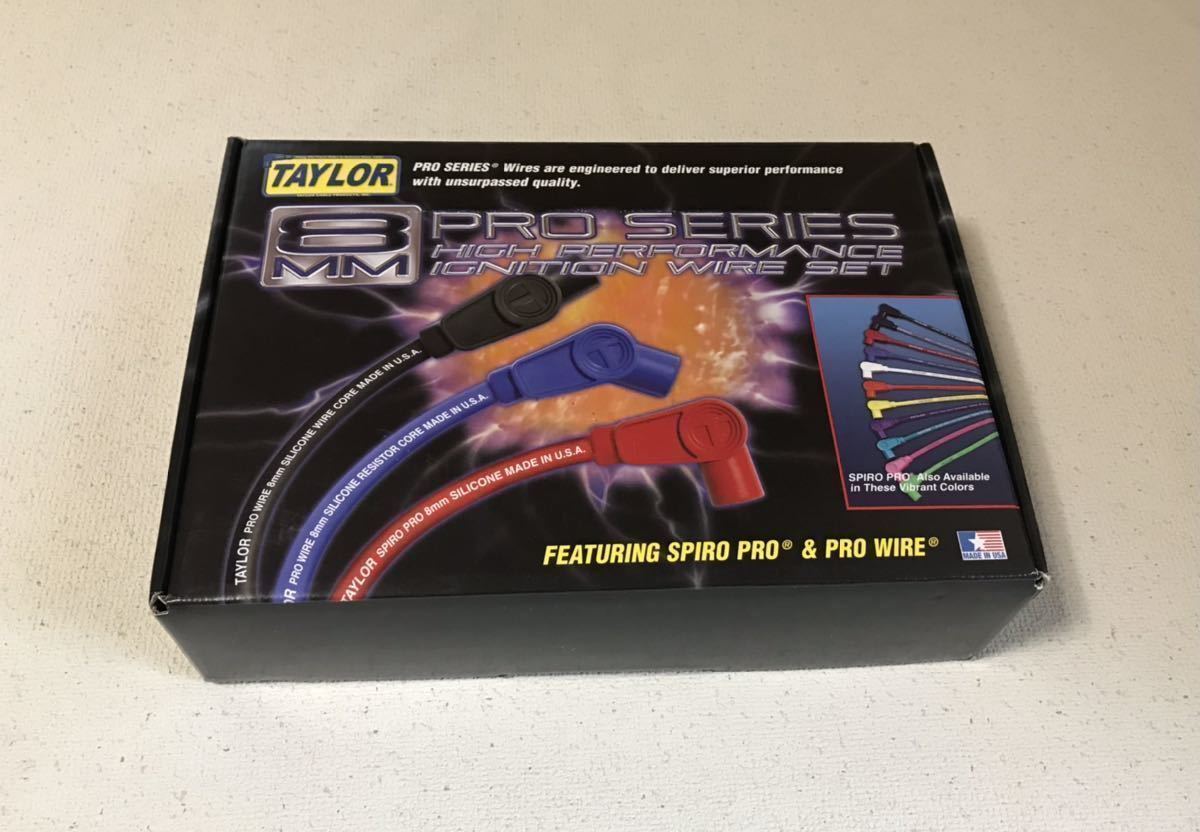 TAYLOR
PRO SERIES® Wires are engineered to deliver superior performance
with unsurpassed quality.
8
MM
PRO SERIES
HIGH PERFORMANCE
IGNITION WIRE SET
TAYLOR PRO WIRE 8mm SILICONE WIRE CORE MADE IN U.S.A.
OR PRO WIRE 8mm SILICONE RESISTOR CORE MADE IN U.S.A.
TAYLOR SPIRO PRO 8mm SILICONE MADE IN U.S.A.
SPIRO PRO® Also Available
in These Vibrant Colors
FEATURING SPIRO PRO® & PRO WIRE®
MADE IN USA